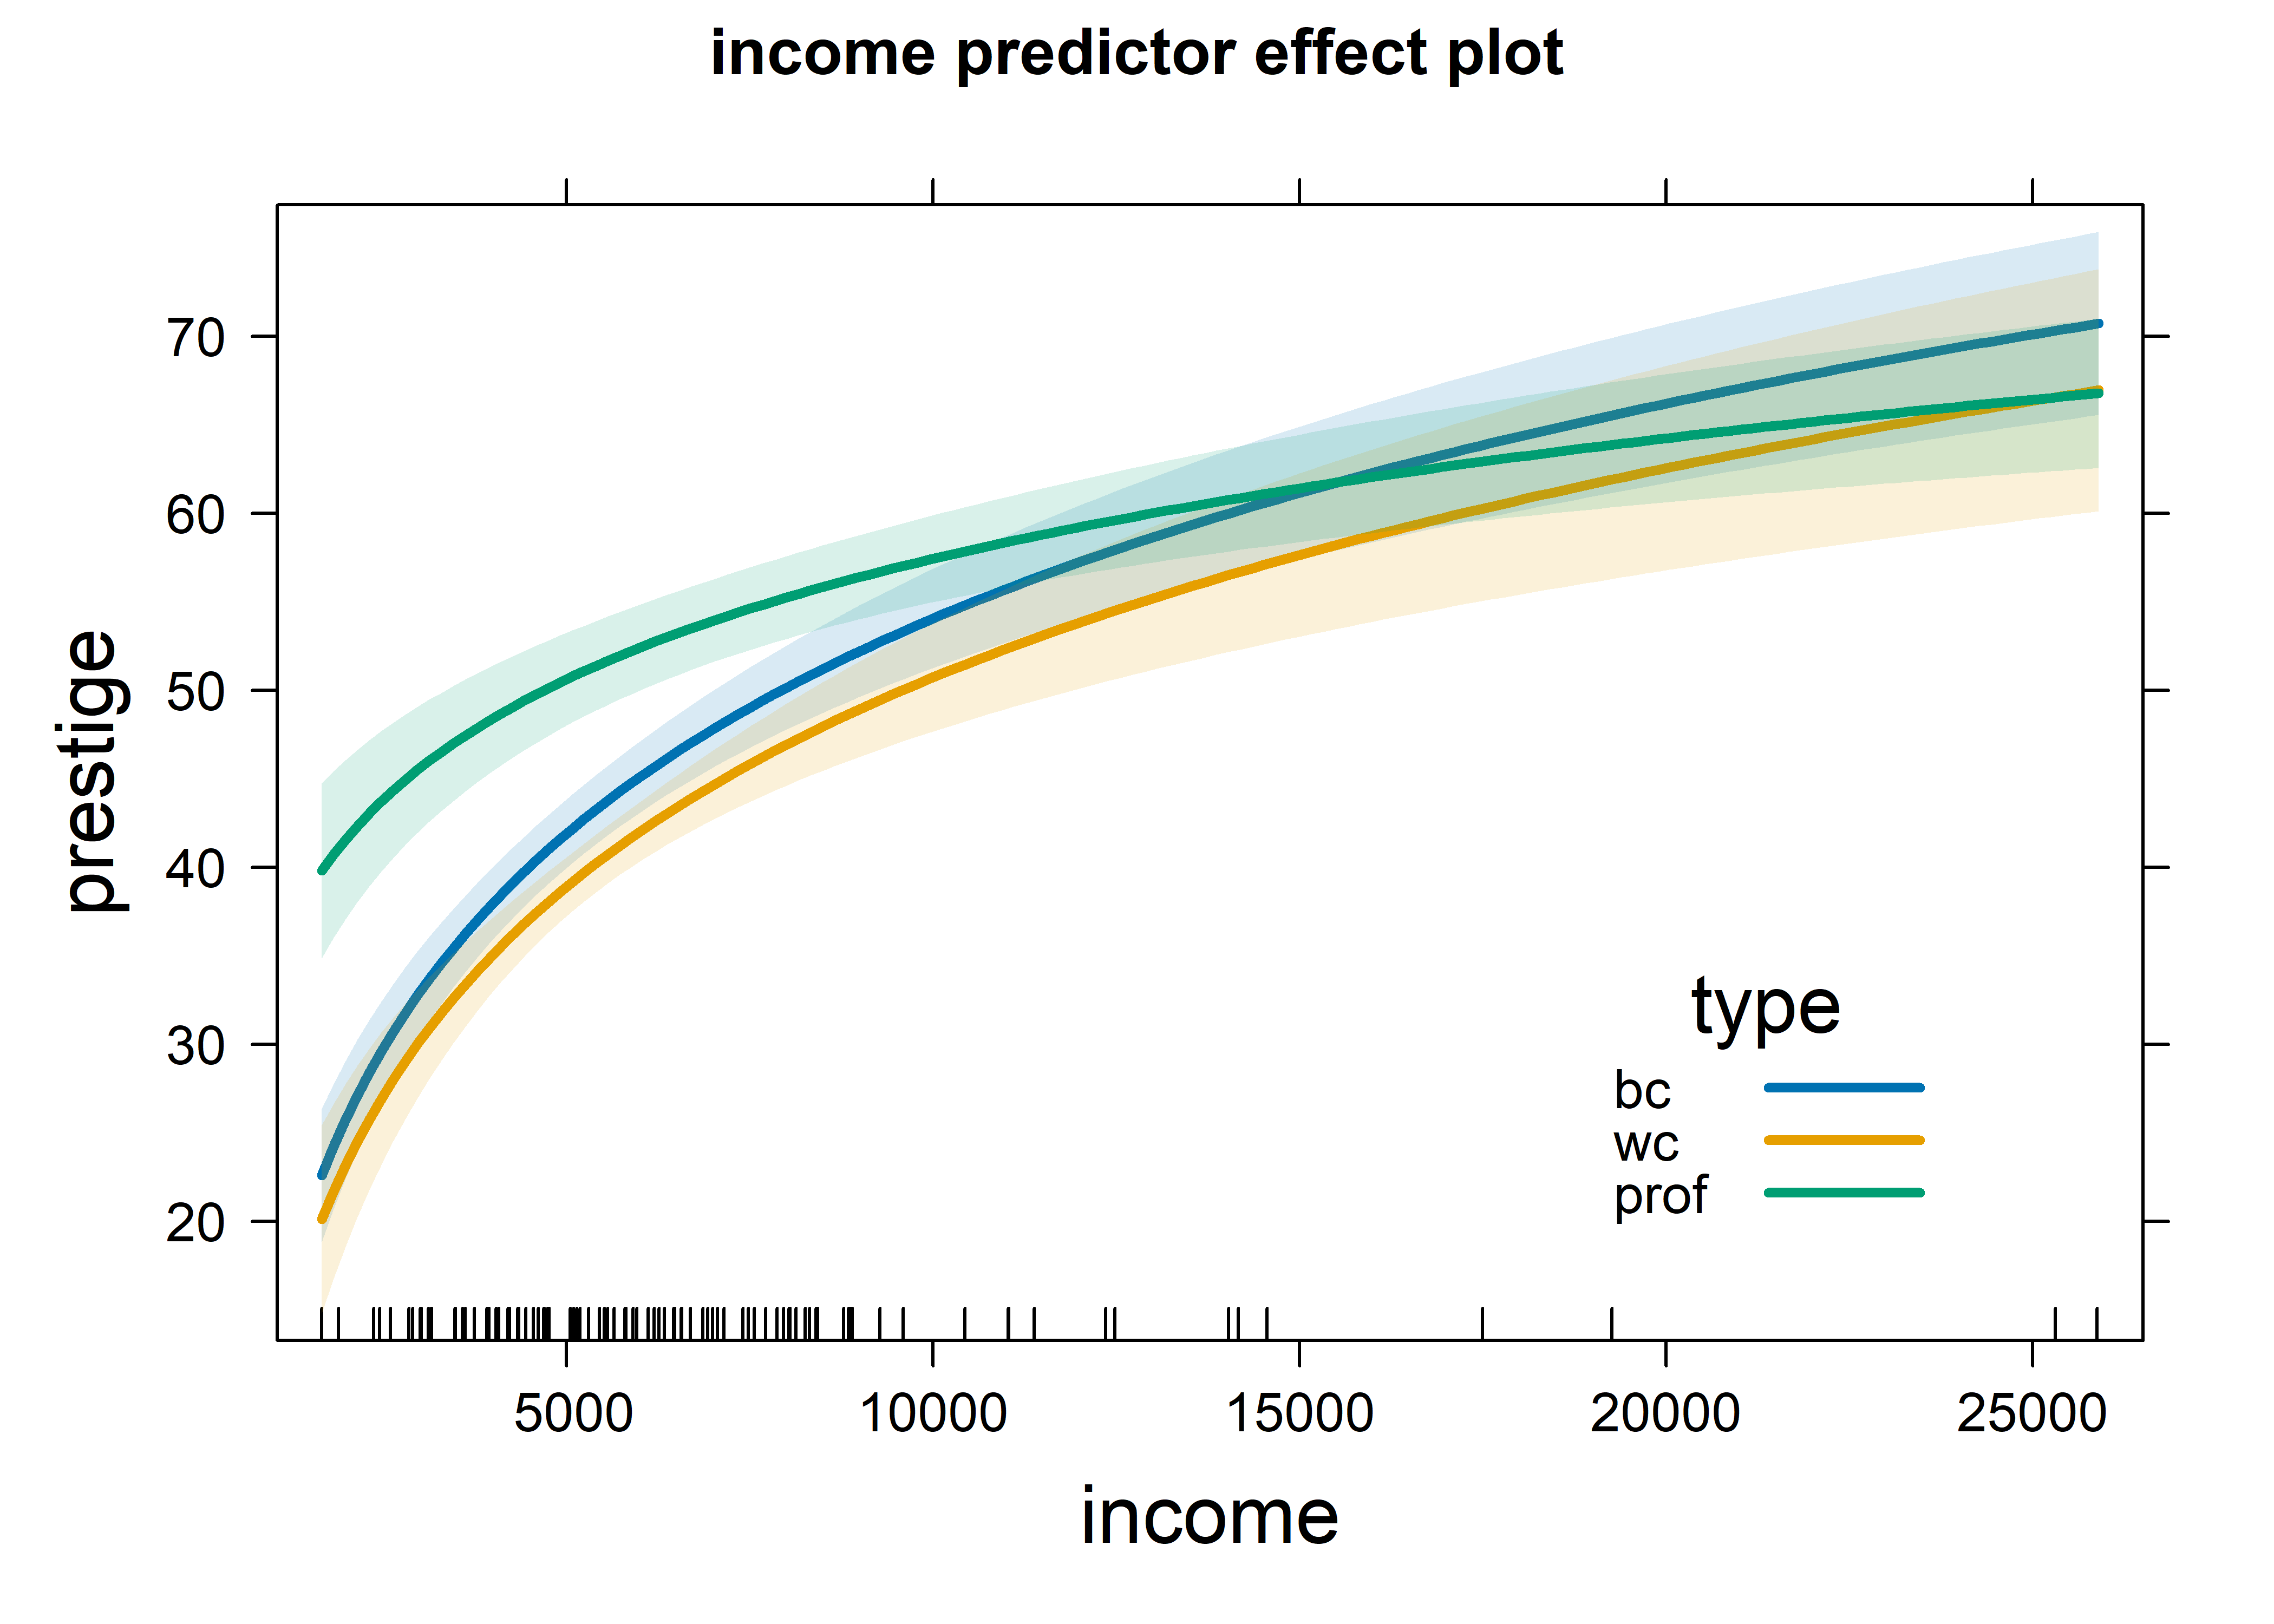 income predictor effect plot
70
60
50
40
30
20
prestige
type
bc
wc
prof
5000 10000 15000 20000 25000
income